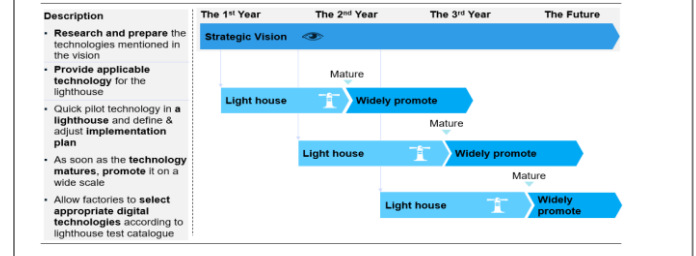 Description
• Research and prepare the
technologies mentioned in
the vision
• Provide applicable
technology for the
lighthouse
• Quick pilot technology in a
lighthouse and define &
adjust implementation
plan
• As soon as the technology
matures, promote it on a
wide scale
• Allow factories to select
appropriate digital
technologies according to
lighthouse test catalogue
The 1st Year The 2nd Year The 3rd Year The Future
Strategic Vision
Mature
Light house Widely promote
Mature
Light house Widely promote
Mature
Light house Widely
promote